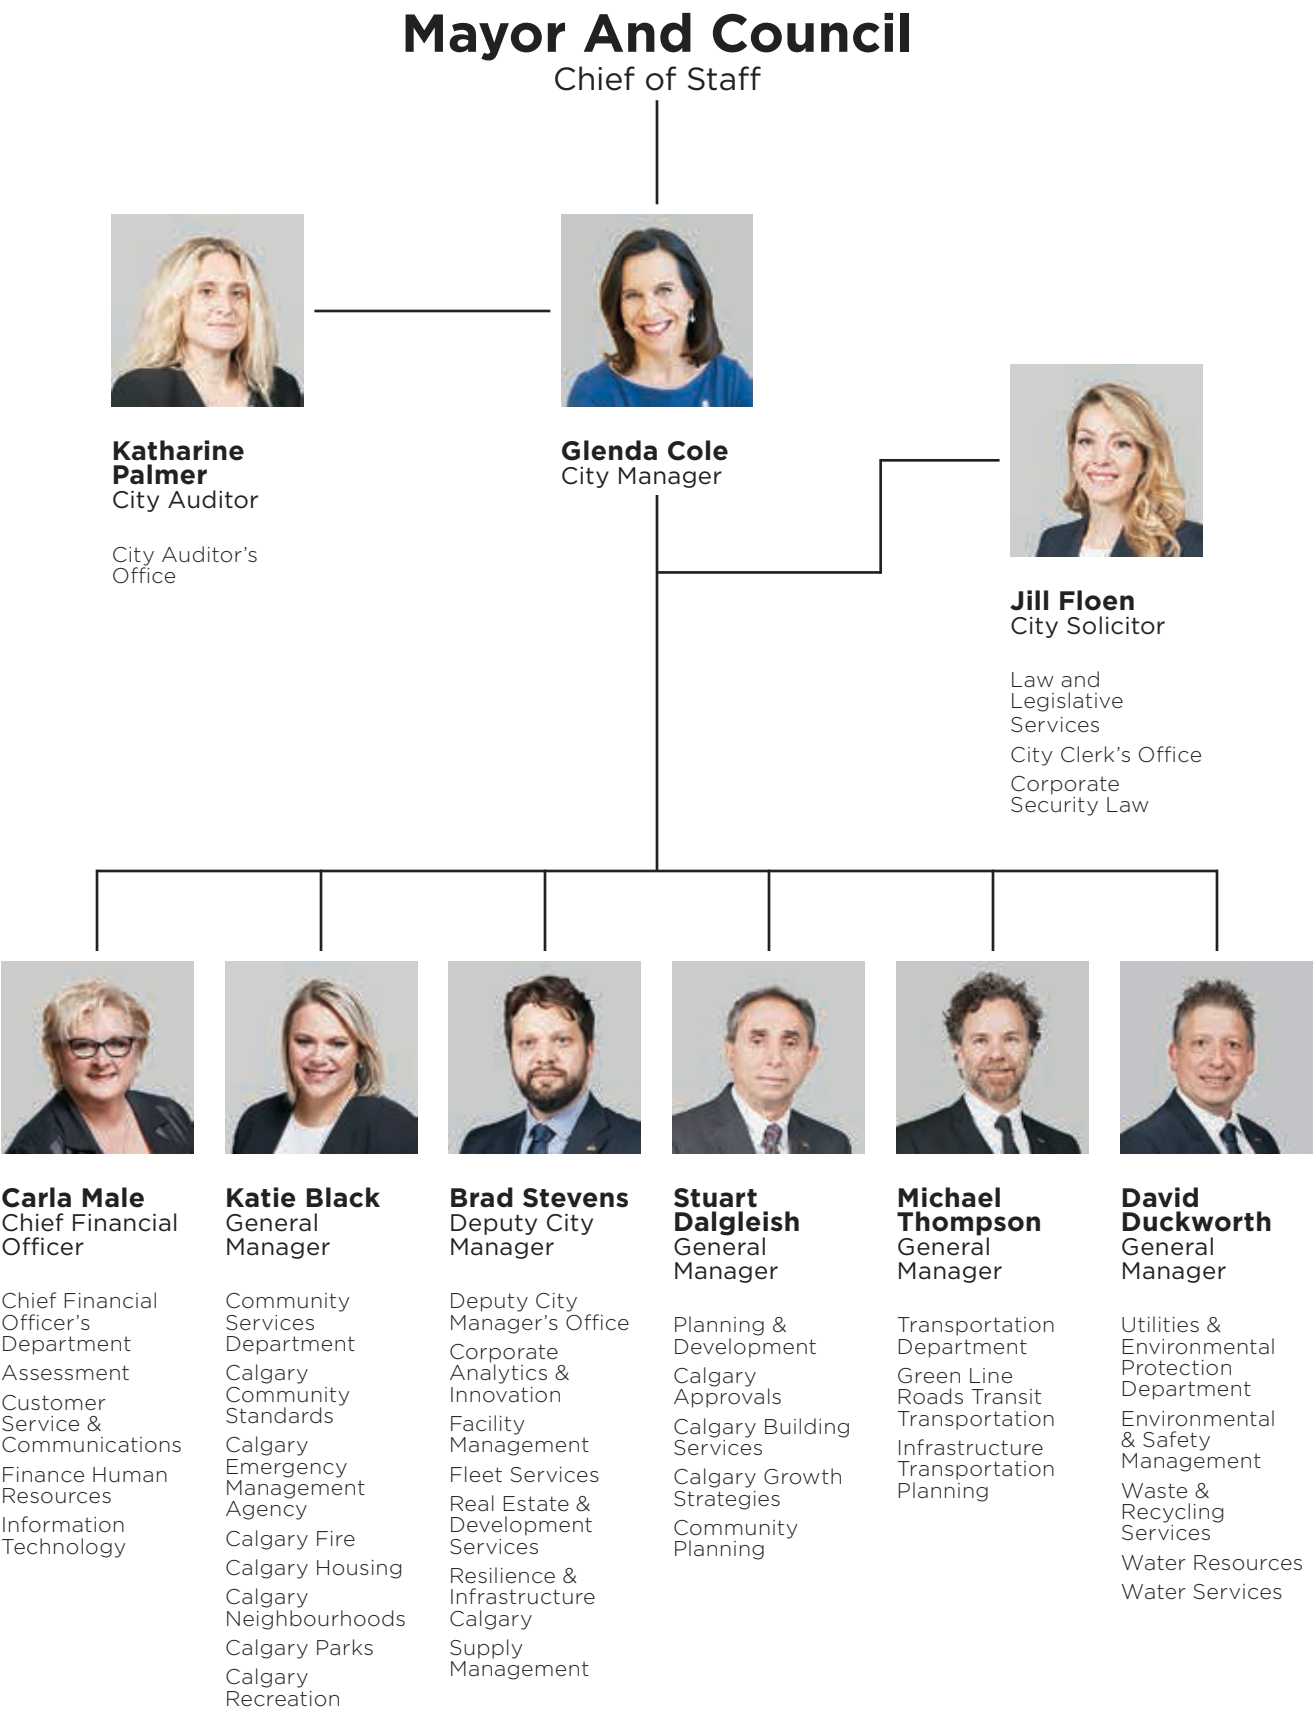 Mayor And Council
Chief of Staff
Katharine
Palmer
City Auditor
City Auditor's
Office
Glenda Cole
City Manager
Jill Floen
City Solicitor
Law and
Legislative
Services
City Clerk's Office
Corporate
Security Law
Carla Male
Chief Financial
Officer
Chief Financial
Officer's
Department
Assessment
Customer
Service &
Communications
Finance Human
Resources
Information
Technology
Katie Black
General
Manager
Community
Services
Department
Calgary
Community
Standards
Calgary
Emergency
Management
Agency
Calgary Fire
Calgary Housing
Calgary
Neighbourhoods
Calgary Parks
Calgary
Recreation
Brad Stevens
Deputy City
Manager
Deputy City
Manager's Office
Corporate
Analytics &
Innovation
Facility
Management
Fleet Services
Real Estate &
Development
Services
Resilience &
Infrastructure
Calgary
Supply
Management
Stuart
Dalgleish
General
Manager
Planning &
Development
Calgary
Approvals
Calgary Building
Services
Calgary Growth
Strategies
Community
Planning
Michael
Thompson
General
Manager
Transportation
Department
Green Line
Roads Transit
Transportation
Infrastructure
Transportation
Planning
David
Duckworth
General
Manager
Utilities &
Environmental
Protection
Department
Environmental
& Safety
Management
Waste &
Recycling
Services
Water Resources
Water Services